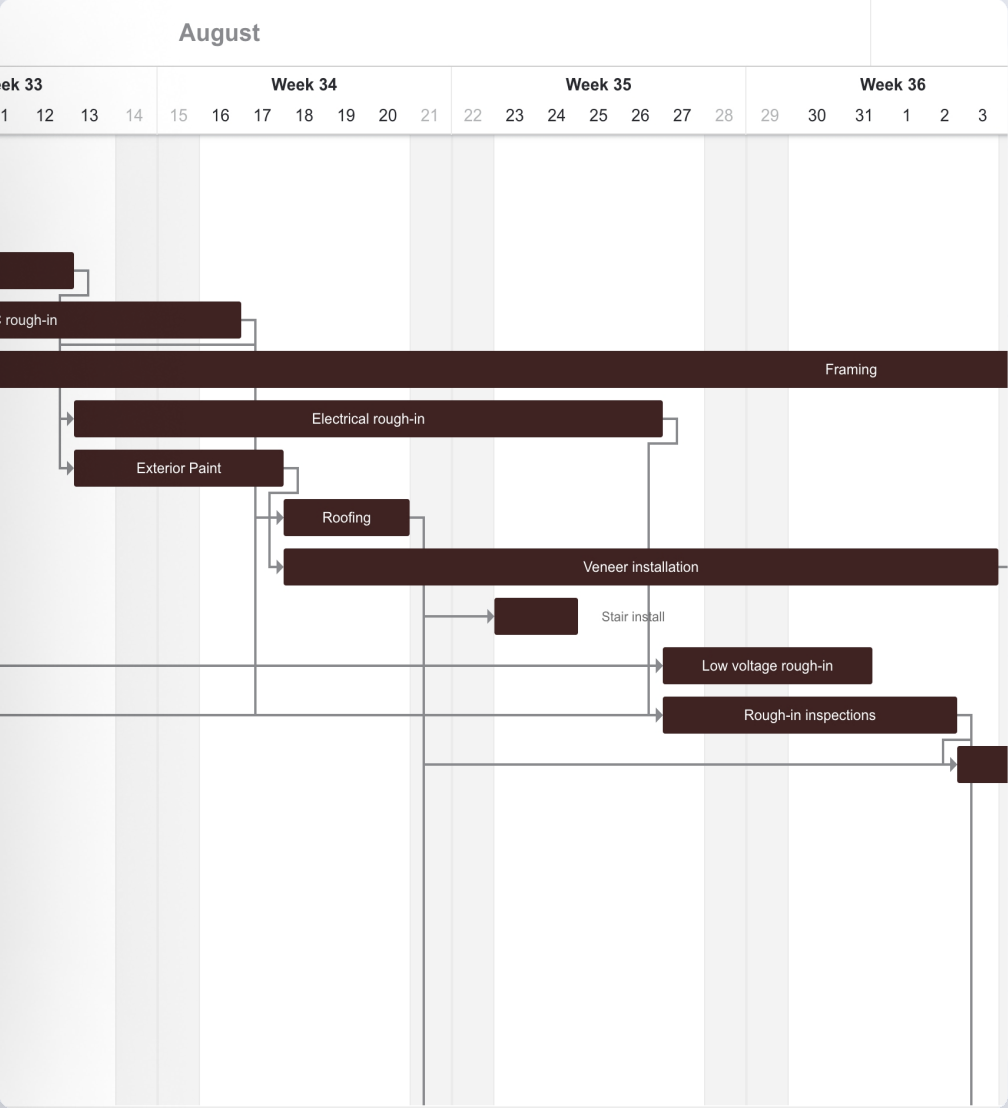 August
ek 33
Week 34
Week 35
Week 36
1 12 13 14 15 16 17 18 19 20 21 22 23 24 25 26 27 28 29 30 31 1 2 3
rough-in
Framing
Electrical rough-in
Exterior Paint
Roofing
Veneer installation
Stair install
Low voltage rough-in
Rough-in inspections